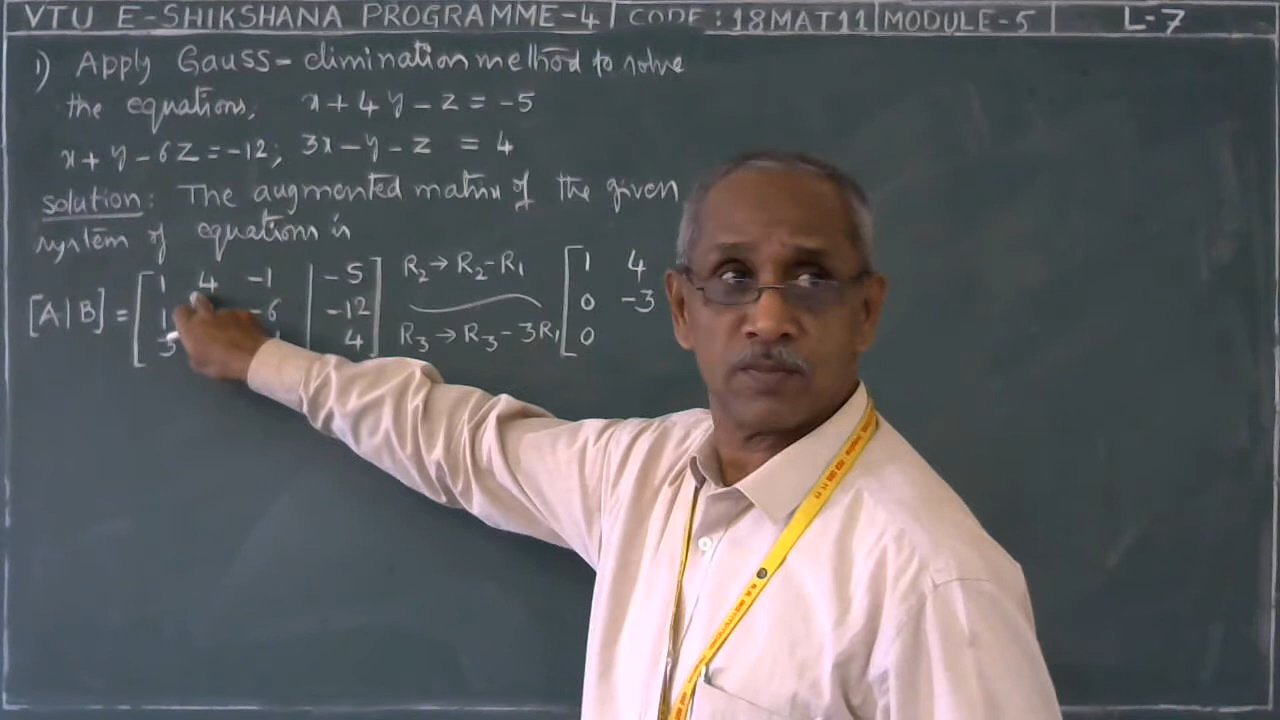 VTU E-SHIKSHANA PROGRAMME-4 | CODE: 18MAT11 | MODULE-5 | L-7
1) Apply Gauss-elimination method to solve
the equations, x+4y-z=-5
x+y-6z=-12; 3x-y-z=4
Solution: The augmented matrix of the given
system of equations is
1 4 -1 | -5 R2→R2-R1 1 4
[A|B] = 1 -6 | -12 0 -3
3 4 R3→R3-3R1 0